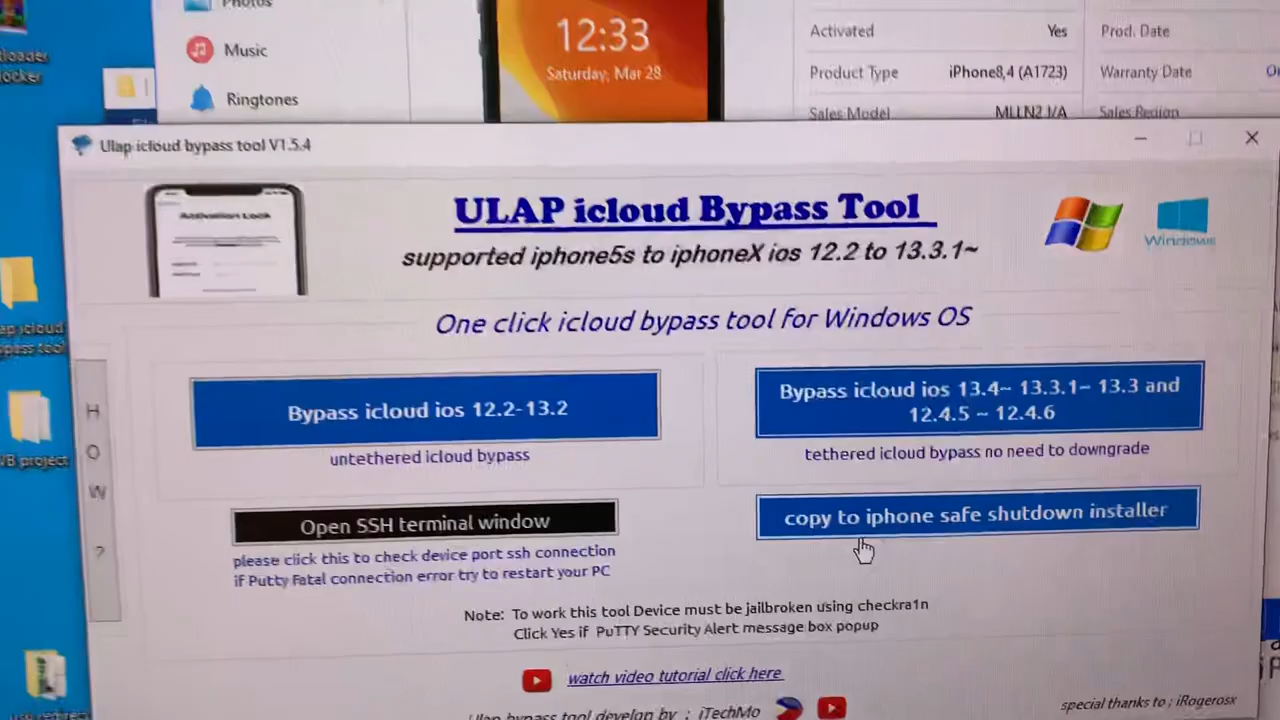 Photos
Music
Ringtones
12:33
Saturday, Mar 28
Activated Yes Prod. Date
Product Type iPhone8,4 (A1723) Warranty Date
Sales Model Sales Region
Ulap icloud bypass tool V1.5.4
Activation Lock
ULAP icloud Bypass Tool
Windows
supported iphone5s to iphoneX ios 12.2 to 13.3.1~
One click icloud bypass tool for Windows OS
HOW?
Bypass icloud ios 12.2-13.2
untethered icloud bypass
Bypass icloud ios 13.4~ 13.3.1~ 13.3 and
12.4.5 ~ 12.4.6
tethered icloud bypass no need to downgrade
Open SSH terminal window
please click this to check device port ssh connection
if Putty Fatal connection error try to restart your PC
copy to iphone safe shutdown installer
Note: To work this tool Device must be jailbroken using checkra1n
Click Yes if PuTTY Security Alert message box popup
watch video tutorial click here
Ulap bypass tool develop by : iTechMo
special thanks to ; iRogerosx